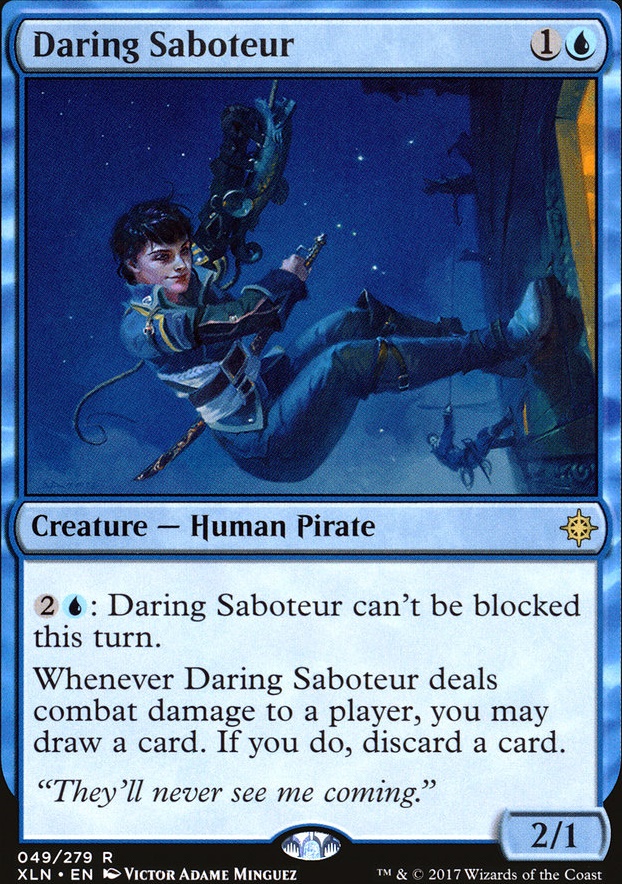 Daring Saboteur 1
Creature — Human Pirate
2: Daring Saboteur can't be blocked
this turn.
Whenever Daring Saboteur deals
combat damage to a player, you may
draw a card. If you do, discard a card.
“They'll never see me coming.”
2/1
049/279 R
XLN • EN Victor Adame Minguez
™ & © 2017 Wizards of the Coast